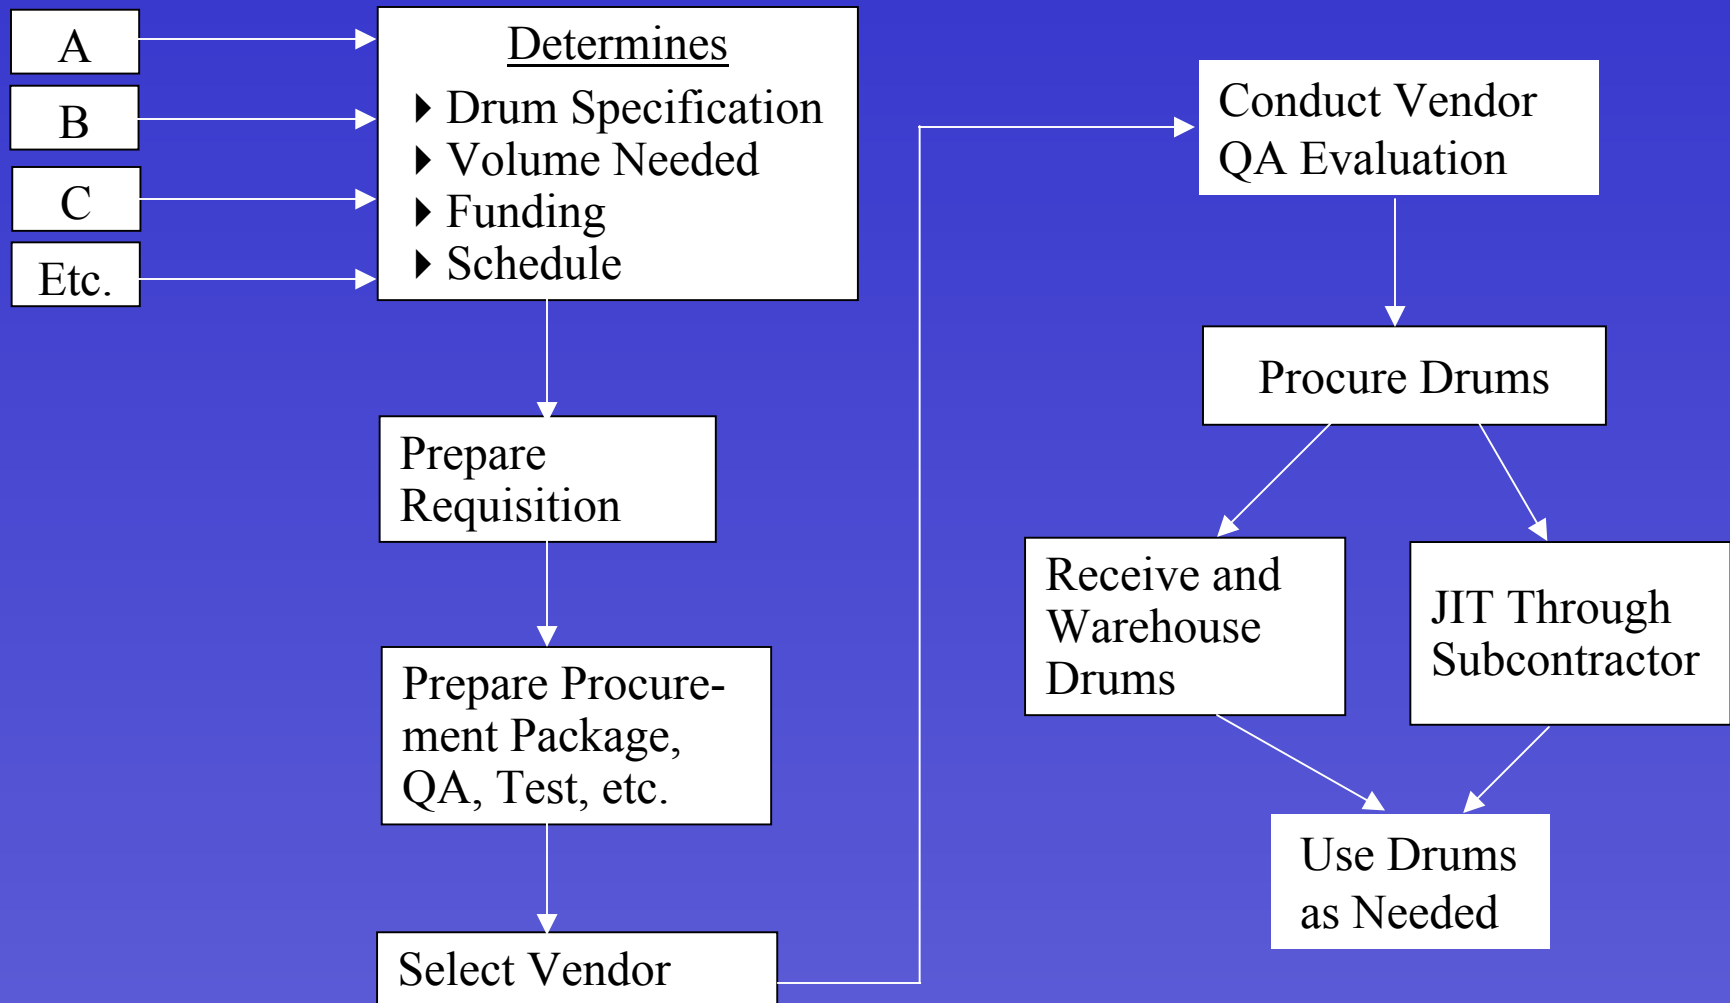 A
B
C
Etc.
Determines
Drum Specification
Volume Needed
Funding
Schedule
Prepare
Requisition
Prepare Procure-
ment Package,
QA, Test, etc.
Select Vendor
Conduct Vendor
QA Evaluation
Procure Drums
Receive and
Warehouse
Drums
JIT Through
Subcontractor
Use Drums
as Needed